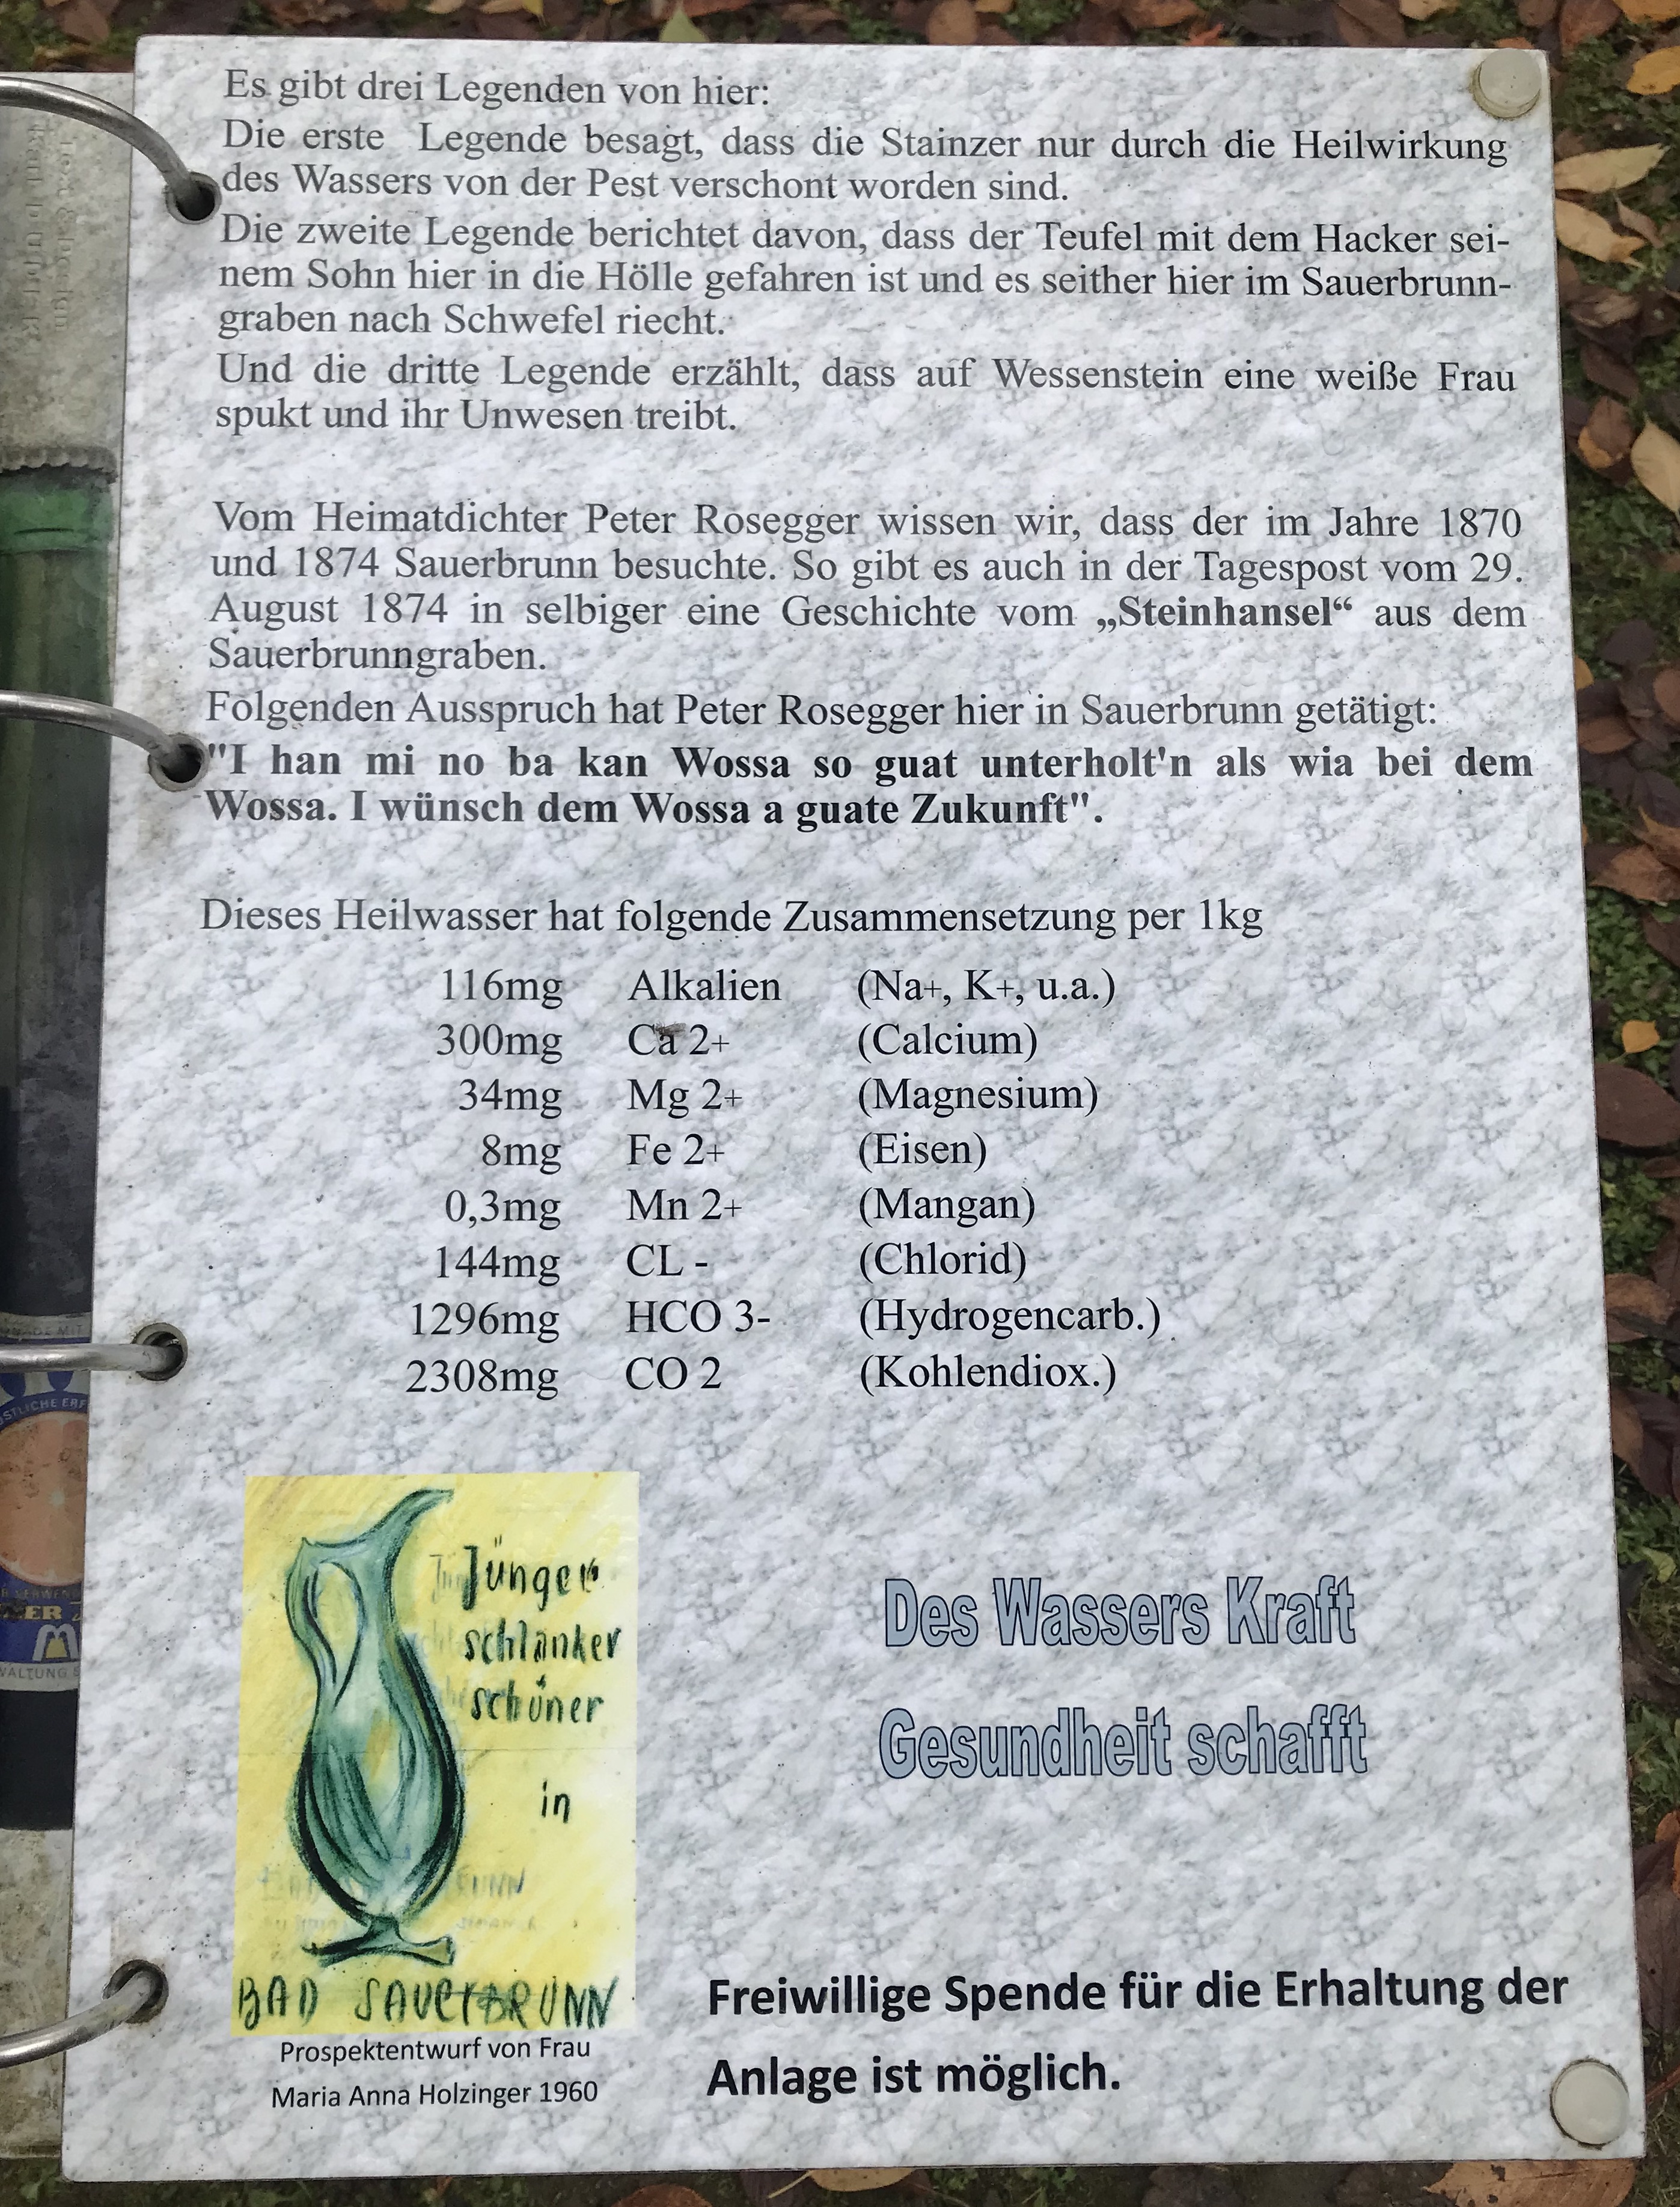 Es gibt drei Legenden von hier:
Die erste Legende besagt, dass die Stainzer nur durch die Heilwirkung
des Wassers von der Pest verschont worden sind.
Die zweite Legende berichtet davon, dass der Teufel mit dem Hacker sei-
nem Sohn hier in die Hölle gefahren ist und es seither hier im Sauerbrunn-
graben nach Schwefel riecht.
Und die dritte Legende erzählt, dass auf Wessenstein eine weiße Frau
spukt und ihr Unwesen treibt.
Vom Heimatdichter Peter Rosegger wissen wir, dass der im Jahre 1870
und 1874 Sauerbrunn besuchte. So gibt es auch in der Tagespost vom 29.
August 1874 in selbiger eine Geschichte vom „Steinhansel“ aus dem
Sauerbrunngraben.
Folgenden Ausspruch hat Peter Rosegger hier in Sauerbrunn getätigt:
"I han mi no ba kan Wossa so guat unterholt'n als wia bei dem
Wossa. I wünsch dem Wossa a guate Zukunft".
Dieses Heilwasser hat folgende Zusammensetzung per 1kg
116mg Alkalien (Na+, K+, u.a.)
300mg Ca 2+ (Calcium)
34mg Mg 2+ (Magnesium)
8mg Fe 2+ (Eisen)
0,3mg Mn 2+ (Mangan)
144mg CL - (Chlorid)
1296mg HCO 3- (Hydrogencarb.)
2308mg CO 2 (Kohlendiox.)
Jünger
schlanker
schöner
in
BAD SAUERBRUNN
Prospektentwurf von Frau
Maria Anna Holzinger 1960
Des Wassers Kraft
Gesundheit schafft
Freiwillige Spende für die Erhaltung der
Anlage ist möglich.